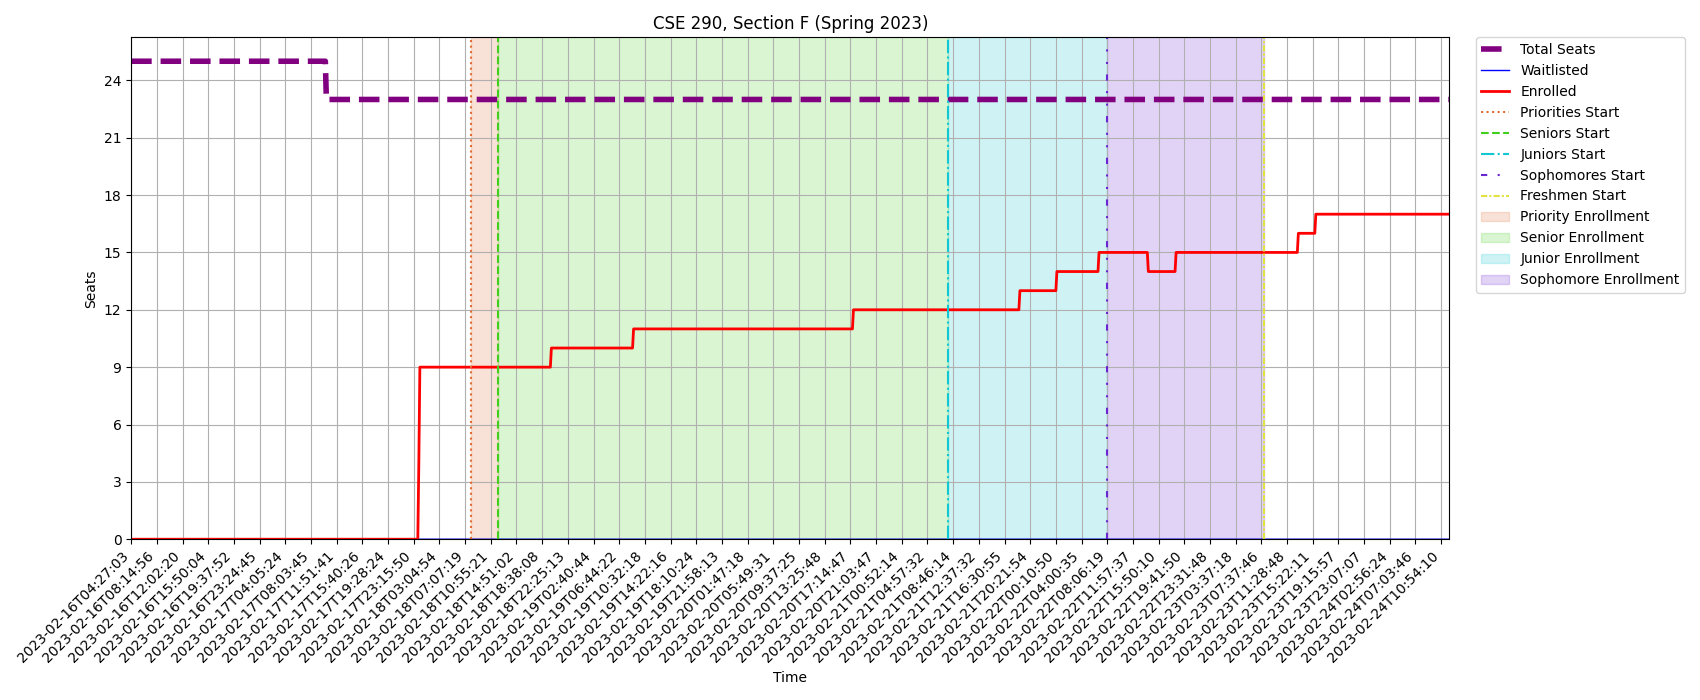 CSE 290, Section F (Spring 2023)
Total Seats
Waitlisted
Enrolled
Priorities Start
Seniors Start
Juniors Start
Sophomores Start
Freshmen Start
Priority Enrollment
Senior Enrollment
Junior Enrollment
Sophomore Enrollment
Seats
24
21
18
15
12
9
6
3
0
2023-02-16T04:27:03
2023-02-16T08:14:56
2023-02-16T12:02:20
2023-02-16T15:50:04
2023-02-16T19:37:52
2023-02-16T23:24:45
2023-02-17T04:05:24
2023-02-17T08:03:45
2023-02-17T11:51:41
2023-02-17T15:40:26
2023-02-17T19:28:24
2023-02-17T23:15:50
2023-02-18T03:04:54
2023-02-18T07:07:19
2023-02-18T10:55:21
2023-02-18T14:51:02
2023-02-18T18:38:08
2023-02-18T22:25:13
2023-02-19T02:40:44
2023-02-19T06:44:22
2023-02-19T10:32:18
2023-02-19T14:22:16
2023-02-19T18:10:24
2023-02-19T21:58:13
2023-02-20T01:47:18
2023-02-20T05:49:31
2023-02-20T09:37:25
2023-02-20T13:25:48
2023-02-20T17:14:47
2023-02-20T21:03:47
2023-02-21T00:52:14
2023-02-21T04:57:32
2023-02-21T08:46:14
2023-02-21T12:37:32
2023-02-21T16:30:55
2023-02-21T20:21:54
2023-02-22T00:10:50
2023-02-22T04:00:35
2023-02-22T08:06:19
2023-02-22T11:57:37
2023-02-22T15:50:10
2023-02-22T19:41:50
2023-02-22T23:31:48
2023-02-23T03:37:18
2023-02-23T07:37:46
2023-02-23T11:28:48
2023-02-23T15:22:11
2023-02-23T19:15:57
2023-02-23T23:07:07
2023-02-24T02:56:24
2023-02-24T07:03:46
2023-02-24T10:54:10
Time